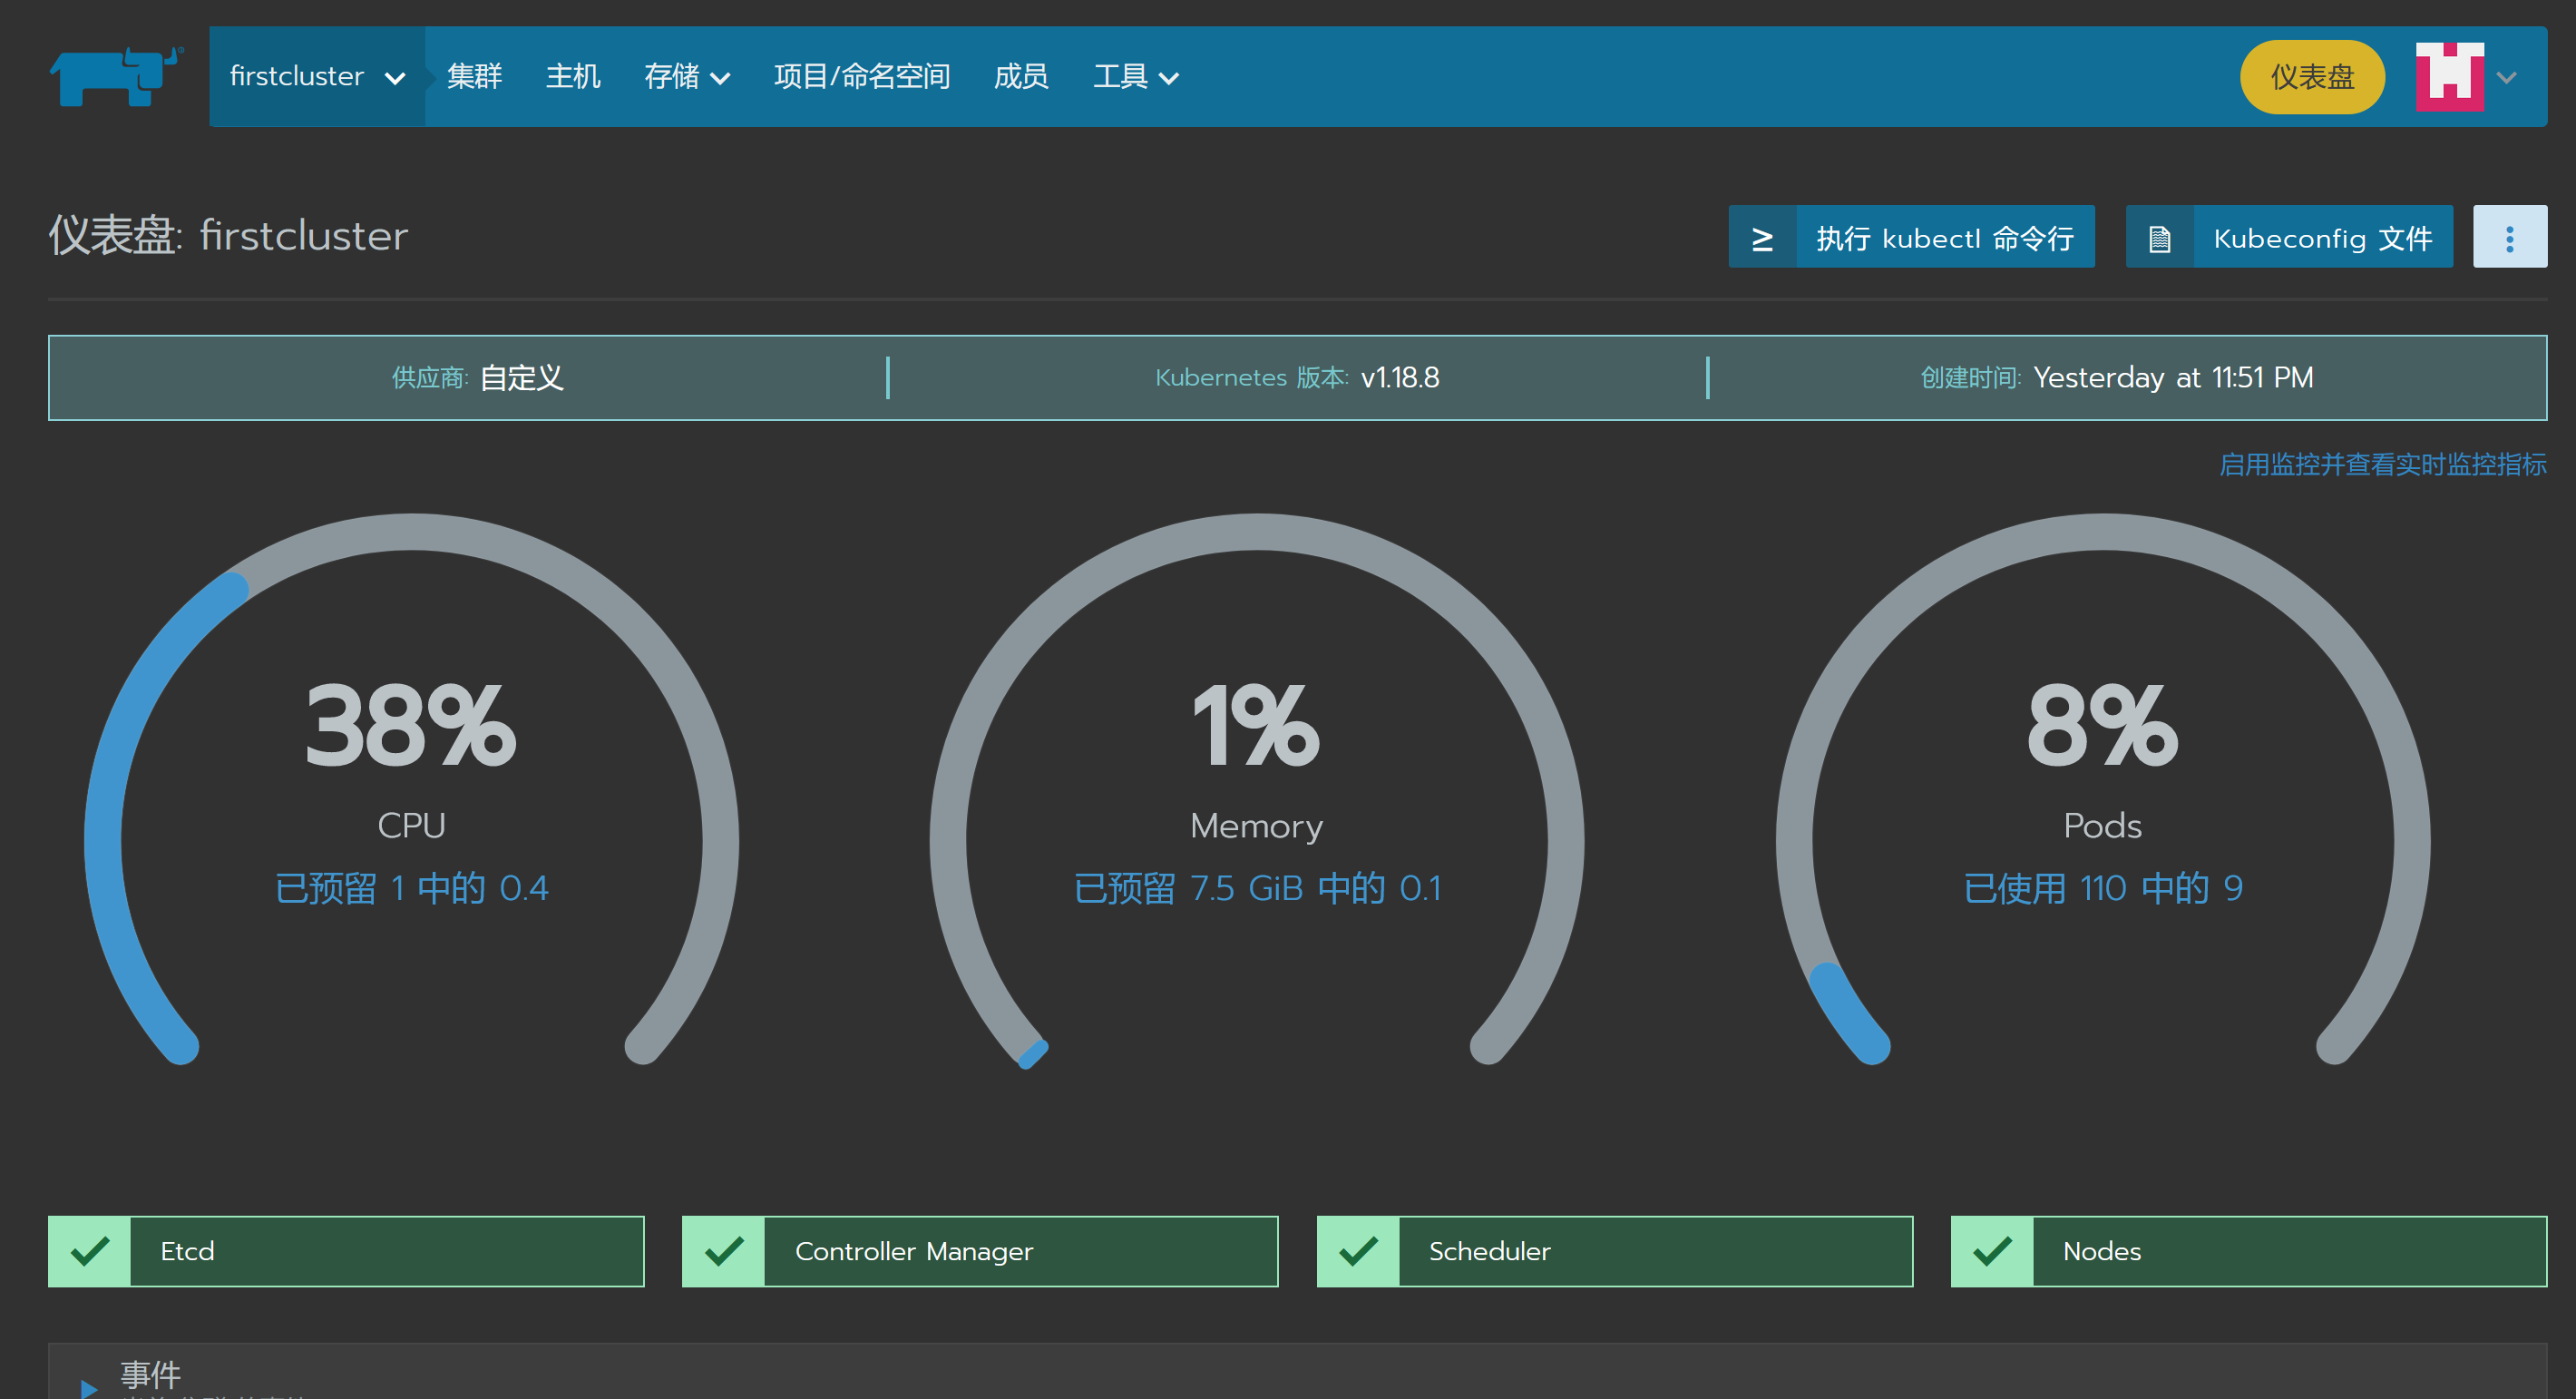 firstcluster 集群 主机 存储 项目/命名空间 成员 工具 仪表盘
仪表盘: firstcluster
执行 kubectl 命令行
Kubeconfig 文件
供应商: 自定义
Kubernetes 版本: v1.18.8
创建时间: Yesterday at 11:51 PM
启用监控并查看实时监控指标
38%
CPU
已预留 1 中的 0.4
1%
Memory
已预留 7.5 GiB 中的 0.1
8%
Pods
已使用 110 中的 9
Etcd
Controller Manager
Scheduler
Nodes
事件